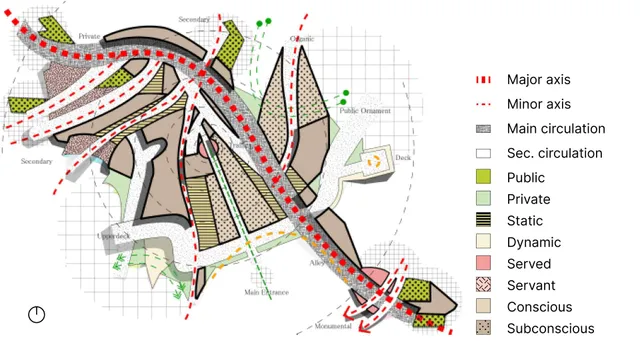 Secondary
Private
Organic
Public Ornament
Deck
Secondary
Upperdeck
Alley
Main Entrance
Monumental
Major axis
Minor axis
Main circulation
Sec. circulation
Public
Private
Static
Dynamic
Served
Servant
Conscious
Subconscious